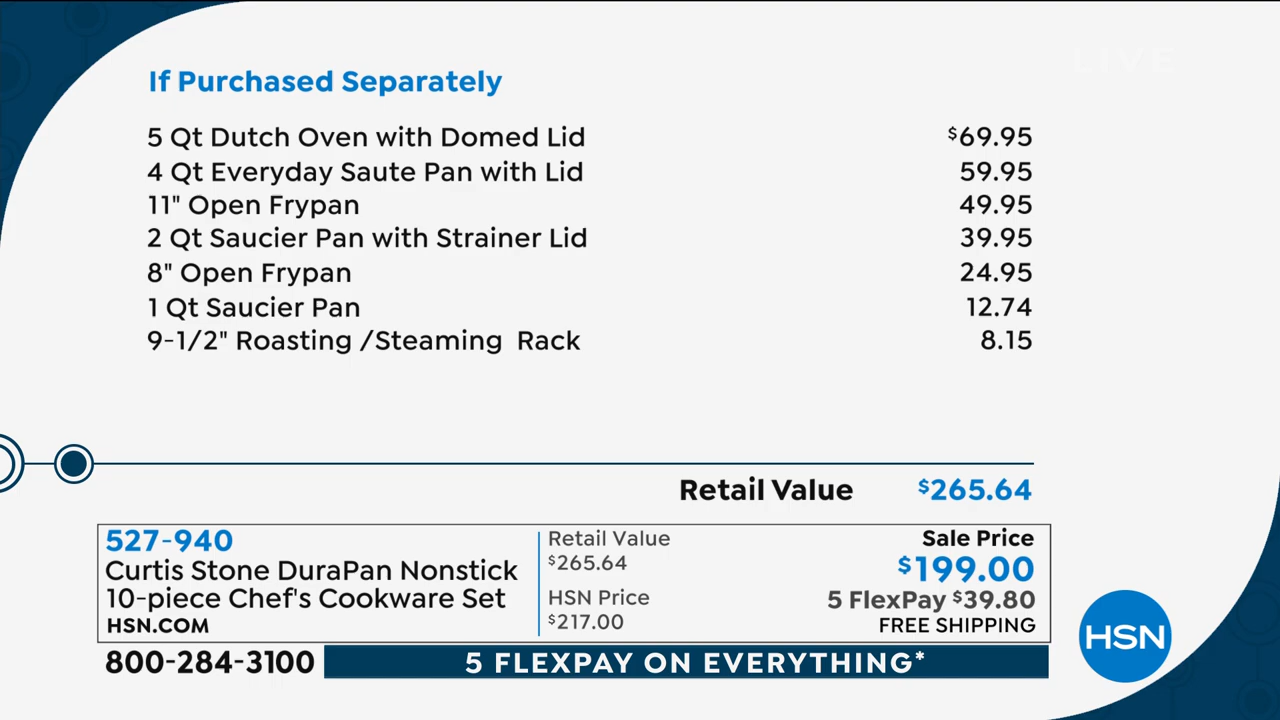 LIVE
If Purchased Separately
5 Qt Dutch Oven with Domed Lid $69.95
4 Qt Everyday Saute Pan with Lid 59.95
11" Open Frypan 49.95
2 Qt Saucier Pan with Strainer Lid 39.95
8" Open Frypan 24.95
1 Qt Saucier Pan 12.74
9-1/2" Roasting /Steaming Rack 8.15
Retail Value $265.64
527-940
Curtis Stone DuraPan Nonstick
10-piece Chef's Cookware Set
HSN.COM
Retail Value
$265.64
HSN Price
$217.00
Sale Price
$199.00
5 FlexPay $39.80
FREE SHIPPING
HSN
800-284-3100 5 FLEXPAY ON EVERYTHING*